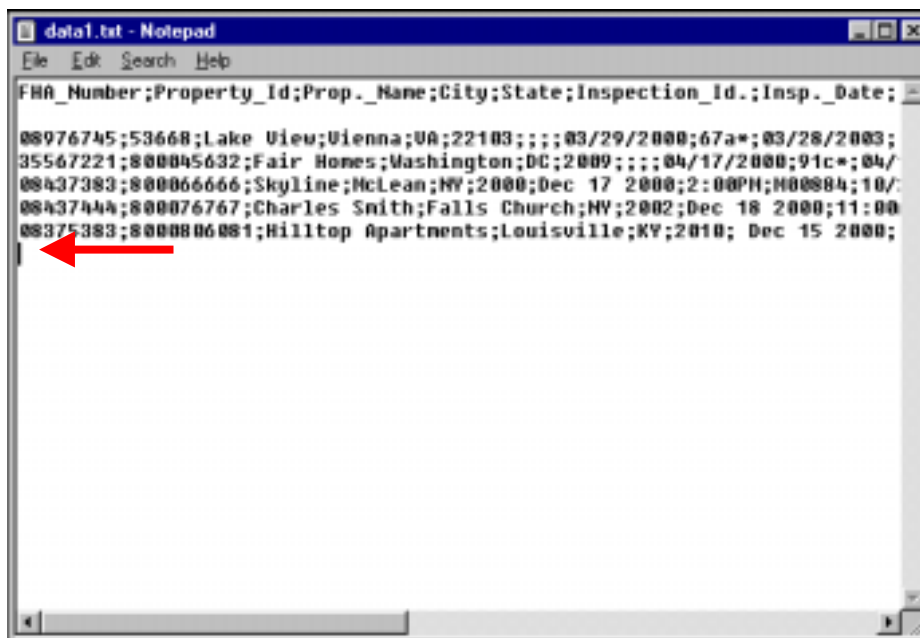 data1.txt - Notepad
File Edit Search Help
FHA_Number;Property_Id;Prop._Name;City;State;Inspection_Id.;Insp._Date;
08976745;53668;Lake View;Vienna;VA;22103;;;;03/29/2000;67a*;03/28/2003;
35567221;800045632;Fair Homes;Washington;DC;2009;;;;04/17/2000;91c*;04/
08437383;800066666;Skyline;McLean;NY;2000;Dec 17 2000;2:00PM;M00884;10/
08437444;800076767;Charles Smith;Falls Church;NY;2002;Dec 18 2000;11:00
08375383;8000806081;Hilltop Apartments;Louisville;KY;2010; Dec 15 2000;